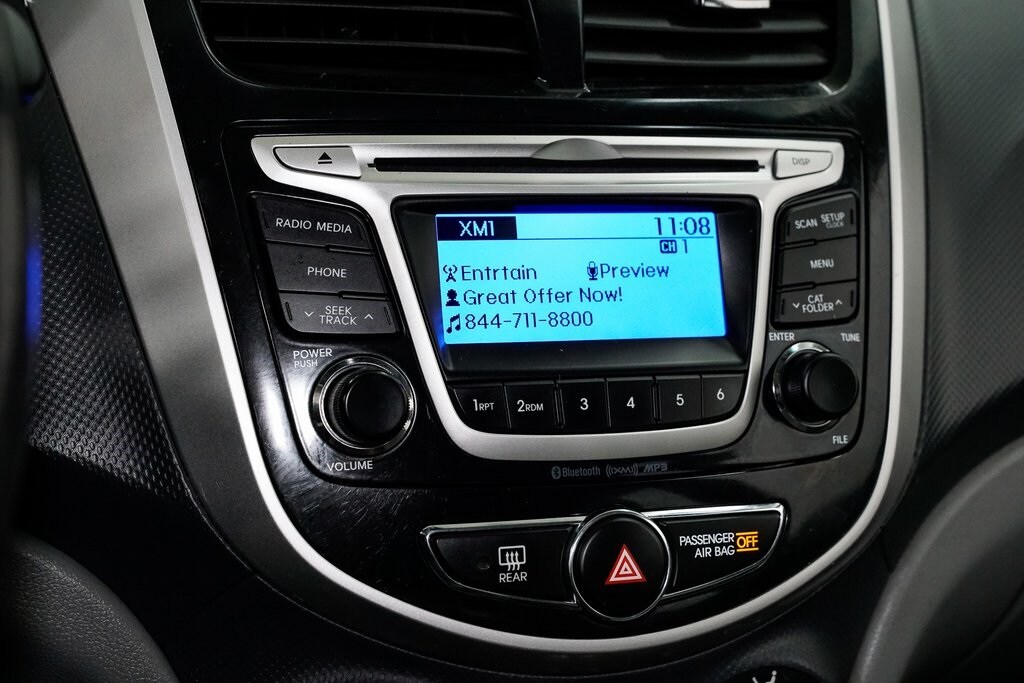 DISP
RADIO MEDIA
PHONE
SEEK
TRACK
POWER
PUSH
VOLUME
XM1 11:08
CH 1
Entrtain Preview
Great Offer Now!
844-711-8800
SCAN SETUP
CLOCK
MENU
CAT
FOLDER
ENTER TUNE
FILE
1RPT 2RDM 3 4 5 6
Bluetooth ((XM)) MP3
REAR
PASSENGER
AIR BAG OFF